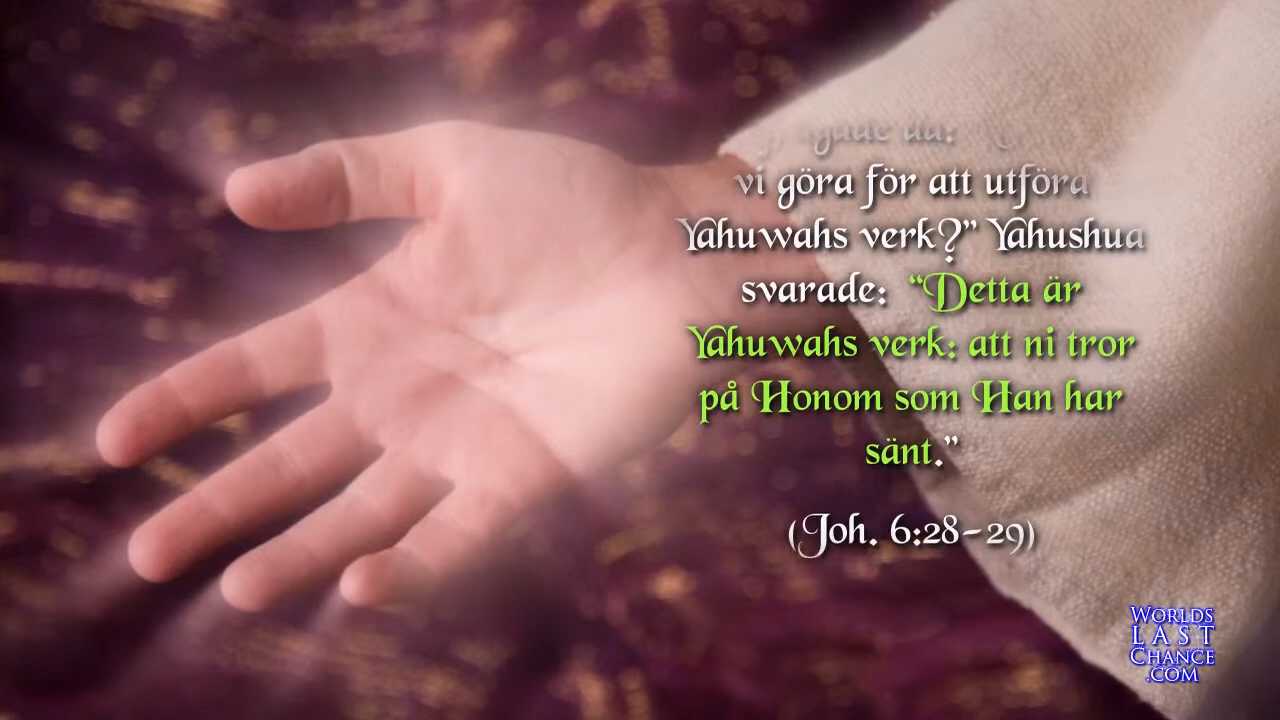 vi göra för att utföra
Yahuwahs verk?” Yahushua
svarade: “Detta är
Yahuwahs verk: att ni tror
på Honom som Han har
sänt.”
(Joh. 6:28-29)
WORLDS
LAST
CHANCE
.COM